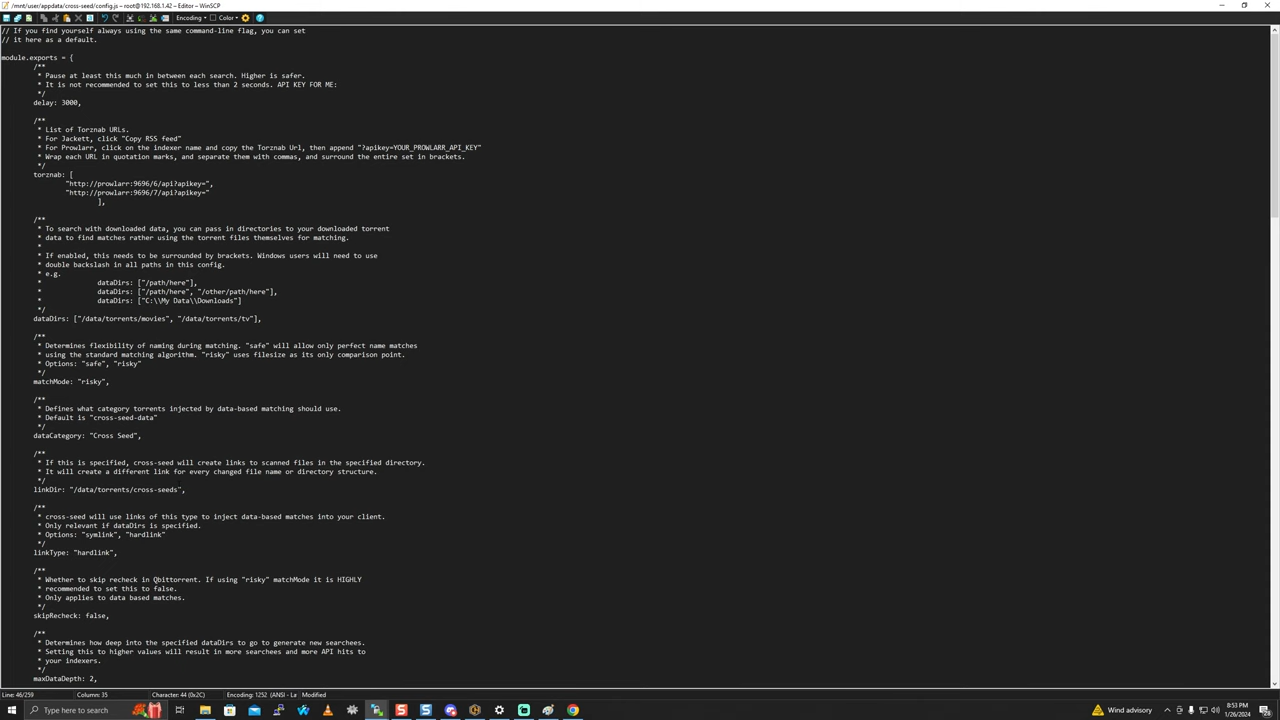 /mnt/user/appdata/cross-seed/config.js – root@192.168.1.42 – Editor – WinSCP
Encoding
Color
// If you find yourself always using the same command-line flag, you can set
// it here as a default.
module.exports = {
/**
* Pause at least this much in between each search. Higher is safer.
* It is not recommended to set this to less than 2 seconds. API KEY FOR ME:
*/
delay: 3000,
/**
* List of Torznab URLs.
* For Jackett, click "Copy RSS feed"
* For Prowlarr, click on the indexer name and copy the Torznab Url, then append "?apikey=YOUR_PROWLARR_API_KEY"
* Wrap each URL in quotation marks, and separate them with commas, and surround the entire set in brackets.
*/
torznab: [
"http://prowlarr:9696/6/api?apikey=",
"http://prowlarr:9696/7/api?apikey="
],
/**
* To search with downloaded data, you can pass in directories to your downloaded torrent
* data to find matches rather using the torrent files themselves for matching.
*
* If enabled, this needs to be surrounded by brackets. Windows users will need to use
* double backslash in all paths in this config.
* e.g.
* dataDirs: ["/path/here"],
* dataDirs: ["/path/here", "/other/path/here"],
* dataDirs: ["C:\\My Data\\Downloads"]
*/
dataDirs: ["/data/torrents/movies", "/data/torrents/tv"],
/**
* Determines flexibility of naming during matching. "safe" will allow only perfect name matches
* using the standard matching algorithm. "risky" uses filesize as its only comparison point.
* Options: "safe", "risky"
*/
matchMode: "risky",
/**
* Defines what category torrents injected by data-based matching should use.
* Default is "cross-seed-data"
*/
dataCategory: "Cross Seed",
/**
* If this is specified, cross-seed will create links to scanned files in the specified directory.
* It will create a different link for every changed file name or directory structure.
*/
linkDir: "/data/torrents/cross-seeds",
/**
* cross-seed will use links of this type to inject data-based matches into your client.
* Only relevant if dataDirs is specified.
* Options: "symlink", "hardlink"
*/
linkType: "hardlink",
/**
* Whether to skip recheck in Qbittorrent. If using "risky" matchMode it is HIGHLY
* recommended to set this to false.
* Only applies to data based matches.
*/
skipRecheck: false,
/**
* Determines how deep into the specified dataDirs to go to generate new searchees.
* Setting this to higher values will result in more searchees and more API hits to
* your indexers.
*/
maxDataDepth: 2,
Line: 46/259 Column: 35 Character: 44 (0x2C) Encoding: 1252 (ANSI - La Modified
Type here to search
Wind advisory
8:53 PM
1/26/2024